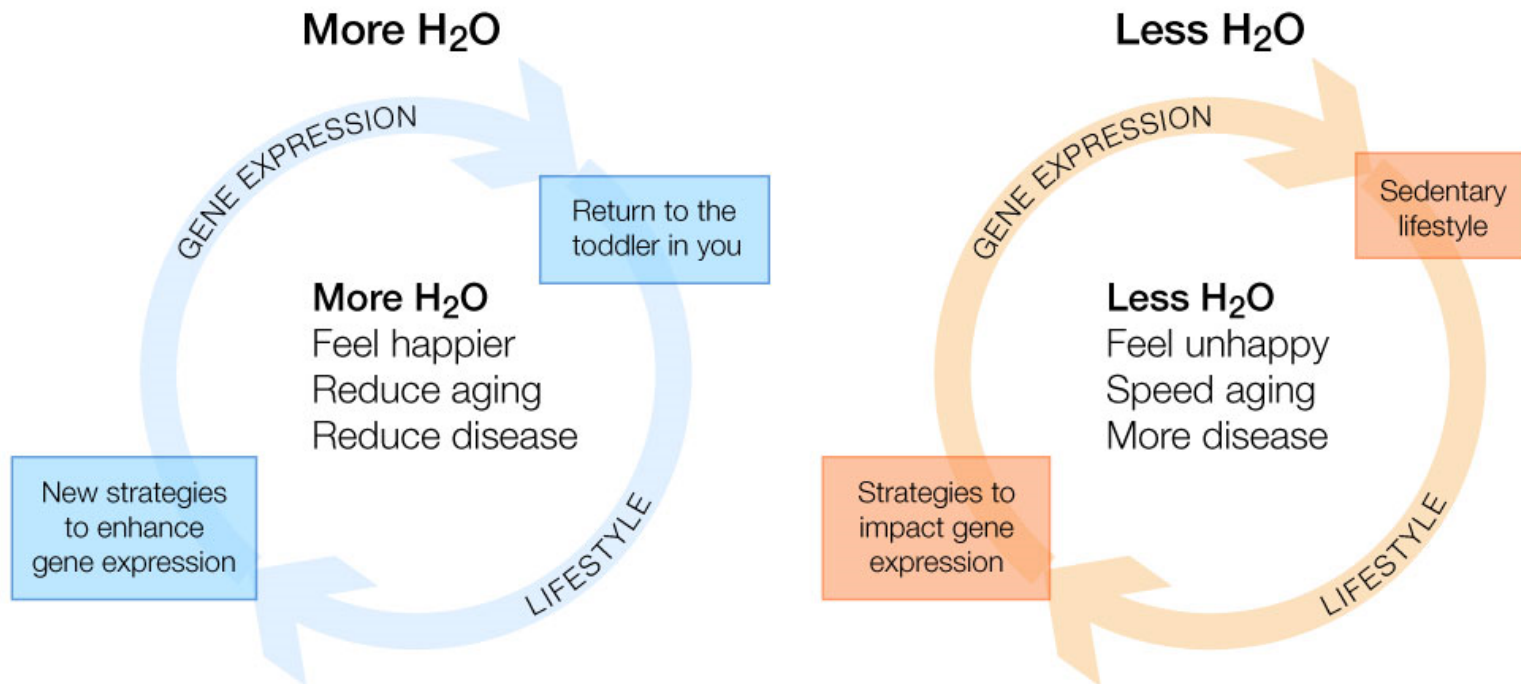 More H₂O
GENE EXPRESSION
Return to the
toddler in you
More H₂O
Feel happier
Reduce aging
Reduce disease
New strategies
to enhance
gene expression
LIFESTYLE
Less H₂O
GENE EXPRESSION
Sedentary
lifestyle
Less H₂O
Feel unhappy
Speed aging
More disease
Strategies to
impact gene
expression
LIFESTYLE